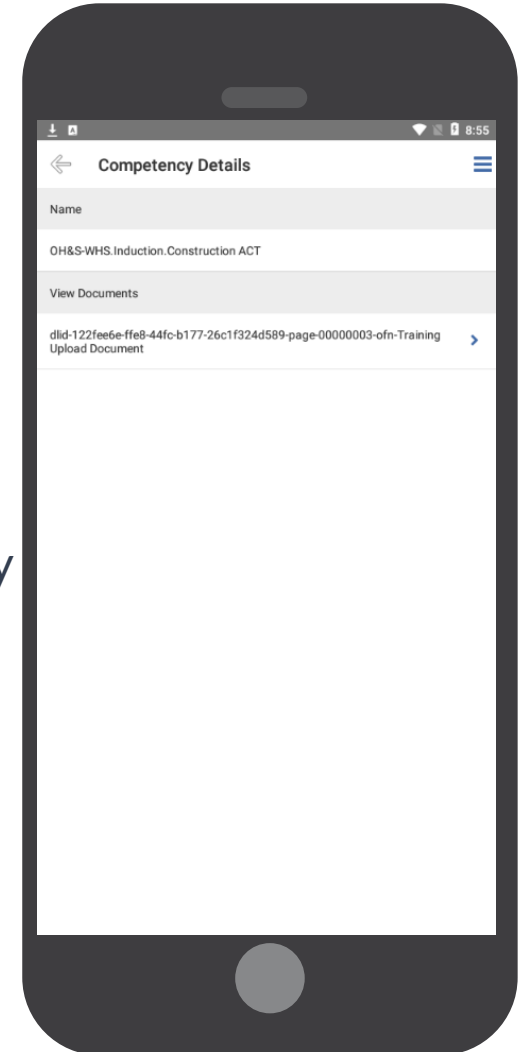 8:55
Competency Details
Name
OH&S-WHS.Induction.Construction ACT
View Documents
dlid-122fee6e-ffe8-44fc-b177-26c1f324d589-page-00000003-ofn-Training
Upload Document
y